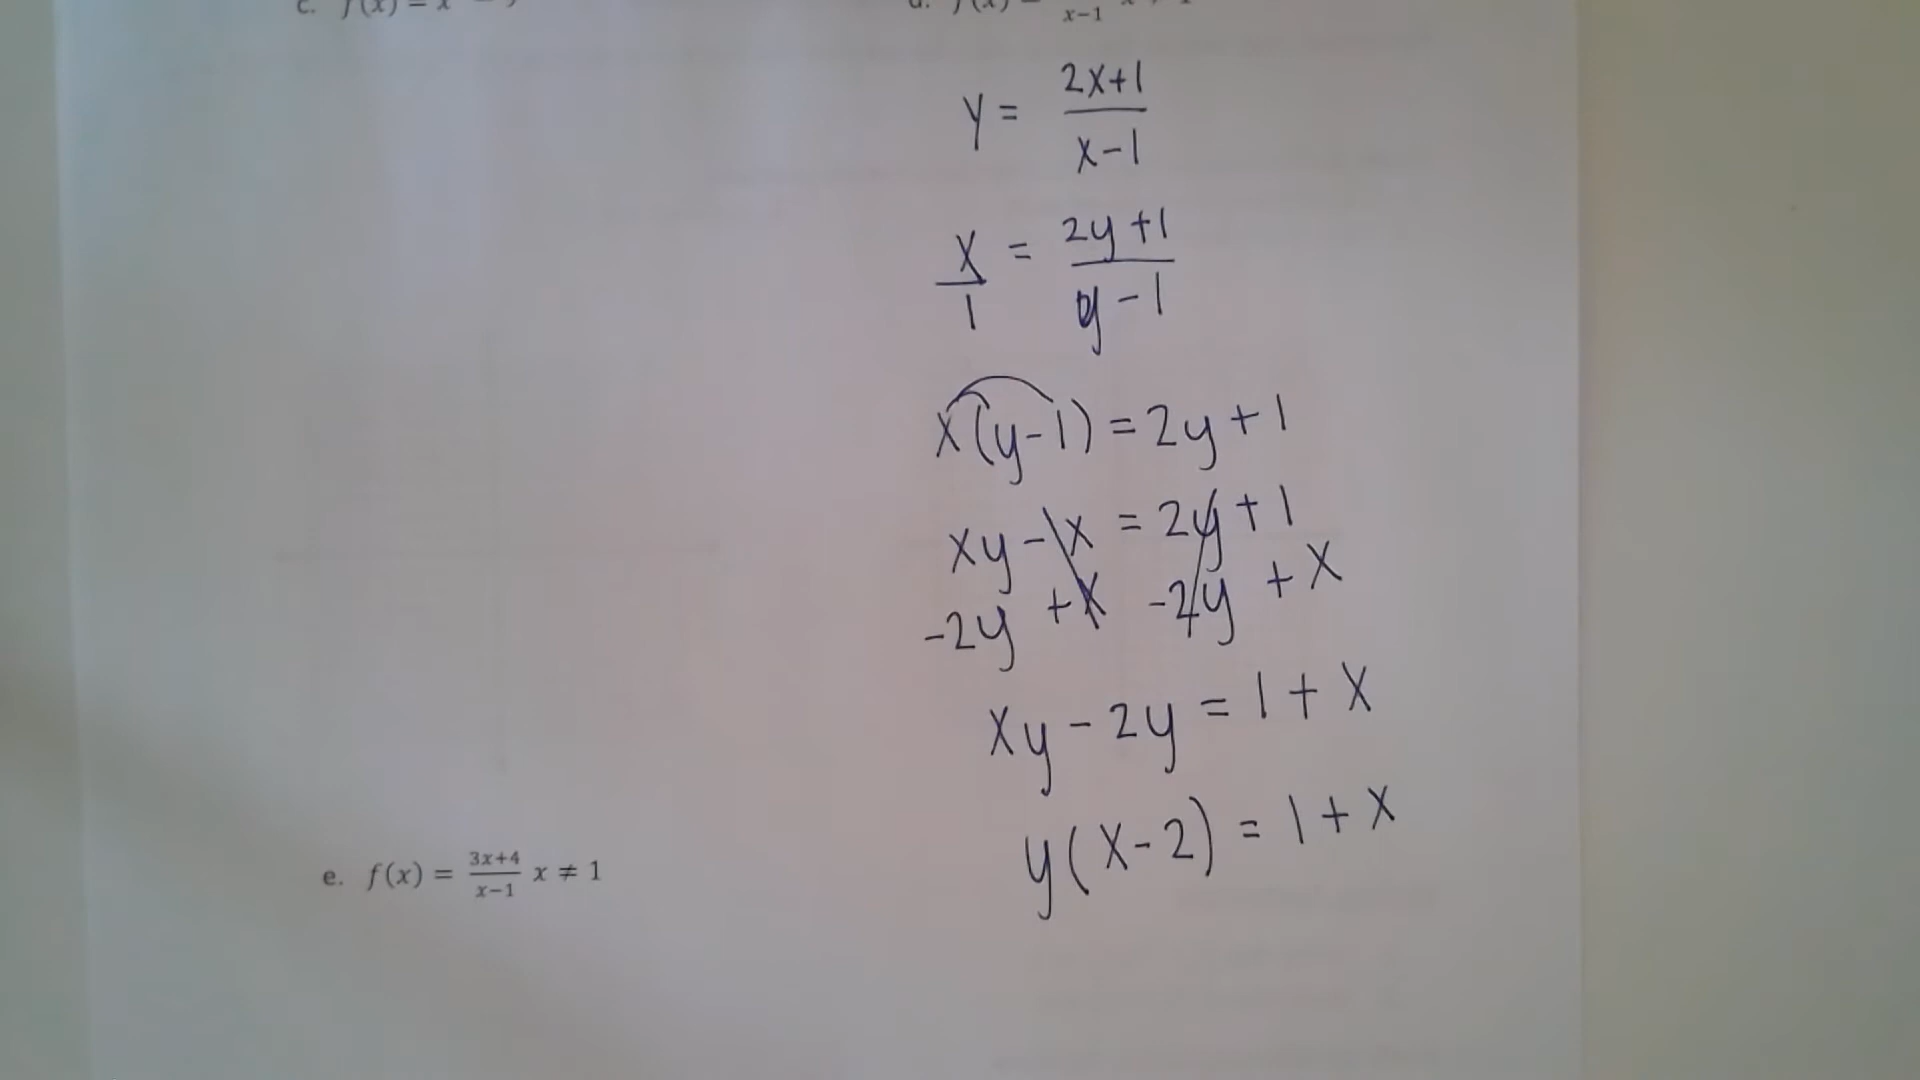 c. f(x) = x
d. f(x) = x−1
y = 2x+1 / x−1
x / 1 = 2y+1 / y−1
x(y−1) = 2y+1
xy − x = 2y+1
−2y +x −2y +x
xy − 2y = 1+x
y(x−2) = 1+x
e. f(x) = 3x+4 / x−1 x ≠ 1